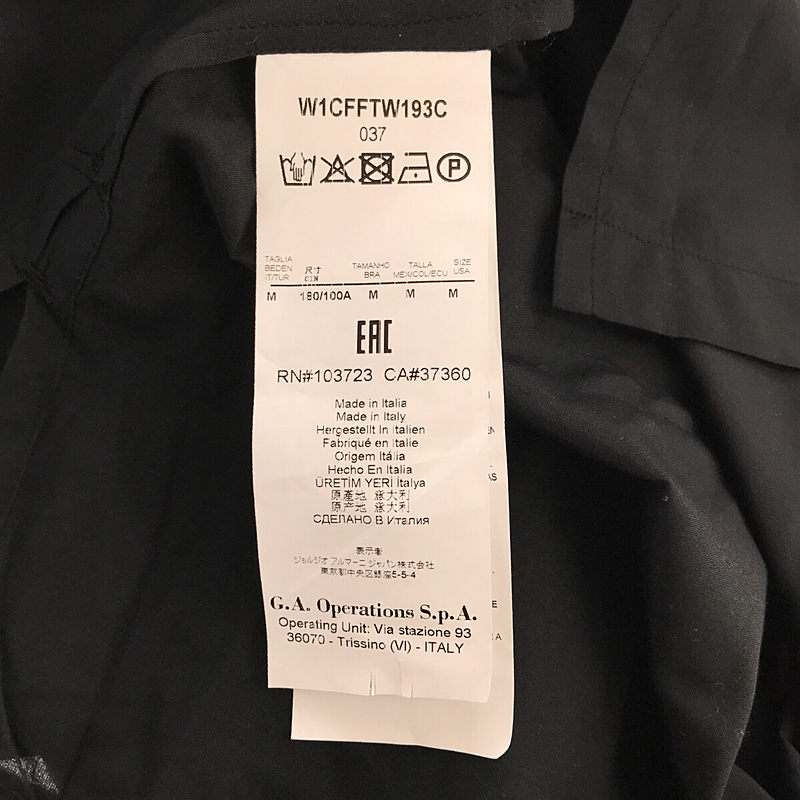 W1CFFTW193C
037
P
TAGLIA BEDEN IT/TUR 尺寸 CIN TAMANHO BRA TALLA MEX/COL/ECU SIZE USA
M 180/100A M M M
EAC
RN#103723 CA#37360
Made in Italia
Made in Italy
Hergestellt In Italien
Fabriqué en Italie
Origem Itália
Hecho En Italia
ÜRETİM YERİ İtalya
原產地 意大利
原产地 意大利
СДЕЛАНО В Италия
表示者
ジョルジオ アルマーニ ジャパン株式会社
東京都中央区銀座5-5-4
G.A. Operations S.p.A.
Operating Unit: Via stazione 93
36070 - Trissino (VI) - ITALY